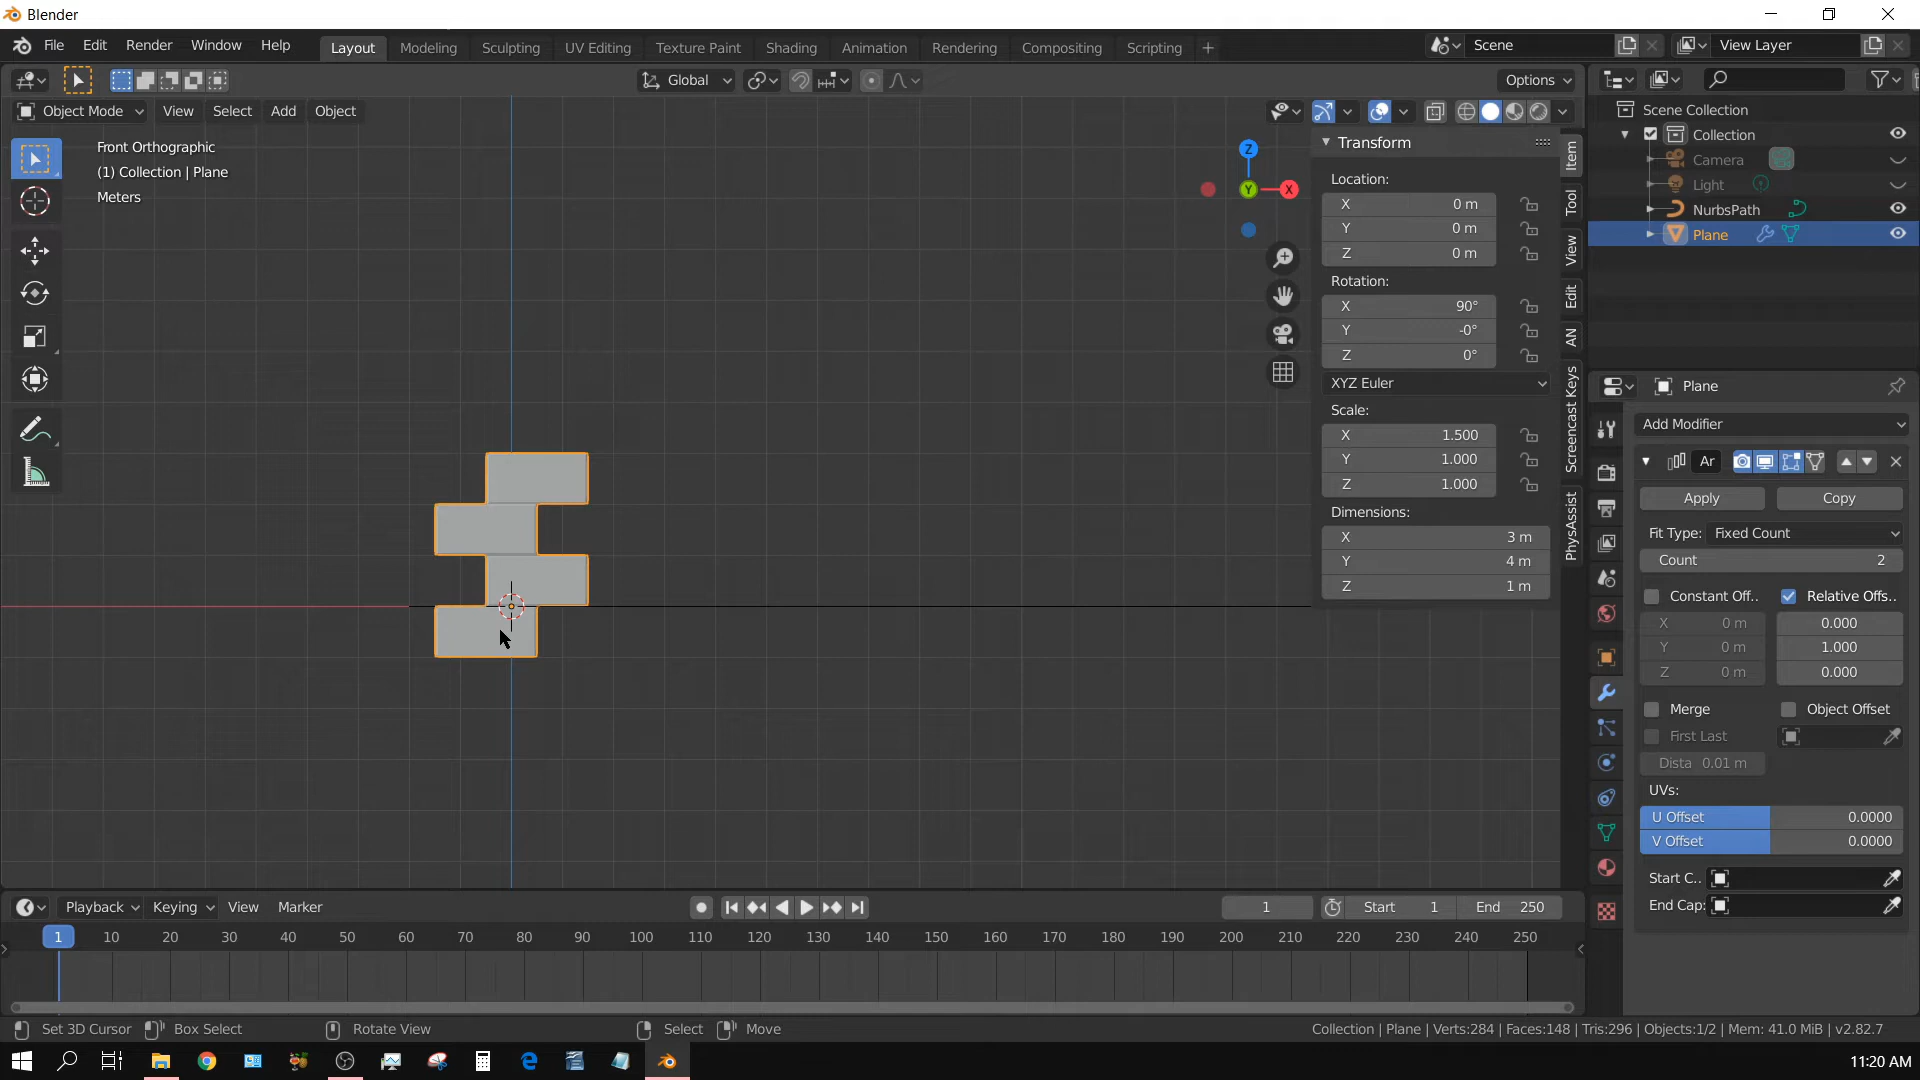 Blender
File Edit Render Window Help Layout Modeling Sculpting UV Editing Texture Paint Shading Animation Rendering Compositing Scripting + Scene View Layer
Global Options
Object Mode View Select Add Object
Front Orthographic
(1) Collection | Plane
Meters
Z
Y
X
Transform
Location:
X 0 m
Y 0 m
Z 0 m
Rotation:
X 90°
Y -0°
Z 0°
XYZ Euler
Scale:
X 1.500
Y 1.000
Z 1.000
Dimensions:
X 3 m
Y 4 m
Z 1 m
Item
Tool
View
Edit
AN
Screencast Keys
PhysAssist
Scene Collection
Collection
Camera
Light
NurbsPath
Plane
Plane
Add Modifier
Ar
Apply Copy
Fit Type: Fixed Count
Count 2
Constant Off.. Relative Offs..
X 0 m 0.000
Y 0 m 1.000
Z 0 m 0.000
Merge Object Offset
First Last
Dista 0.01 m
UVs:
U Offset 0.0000
V Offset 0.0000
Start C..
End Cap:
Playback Keying View Marker 1 Start 1 End 250
1 10 20 30 40 50 60 70 80 90 100 110 120 130 140 150 160 170 180 190 200 210 220 230 240 250
Set 3D Cursor Box Select Rotate View Select Move Collection | Plane | Verts:284 | Faces:148 | Tris:296 | Objects:1/2 | Mem: 41.0 MiB | v2.82.7
11:20 AM